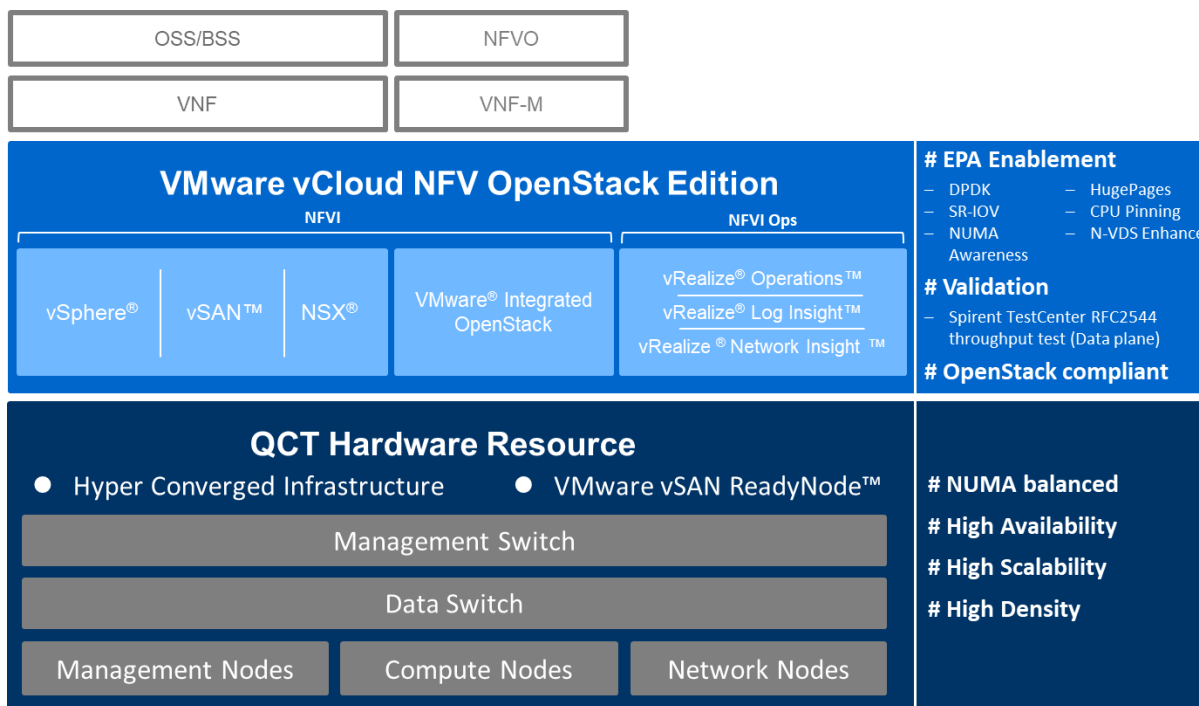 OSS/BSS
NFVO
VNF
VNF-M
VMware vCloud NFV OpenStack Edition
NFVI
NFVI Ops
vSphere®
vSAN™
NSX®
VMware® Integrated
OpenStack
vRealize® Operations™
vRealize® Log Insight™
vRealize ® Network Insight ™
# EPA Enablement
– DPDK
– SR-IOV
– NUMA
Awareness
– HugePages
– CPU Pinning
– N-VDS Enhance
# Validation
– Spirent TestCenter RFC2544
throughput test (Data plane)
# OpenStack compliant
QCT Hardware Resource
● Hyper Converged Infrastructure
● VMware vSAN ReadyNode™
Management Switch
Data Switch
Management Nodes
Compute Nodes
Network Nodes
# NUMA balanced
# High Availability
# High Scalability
# High Density